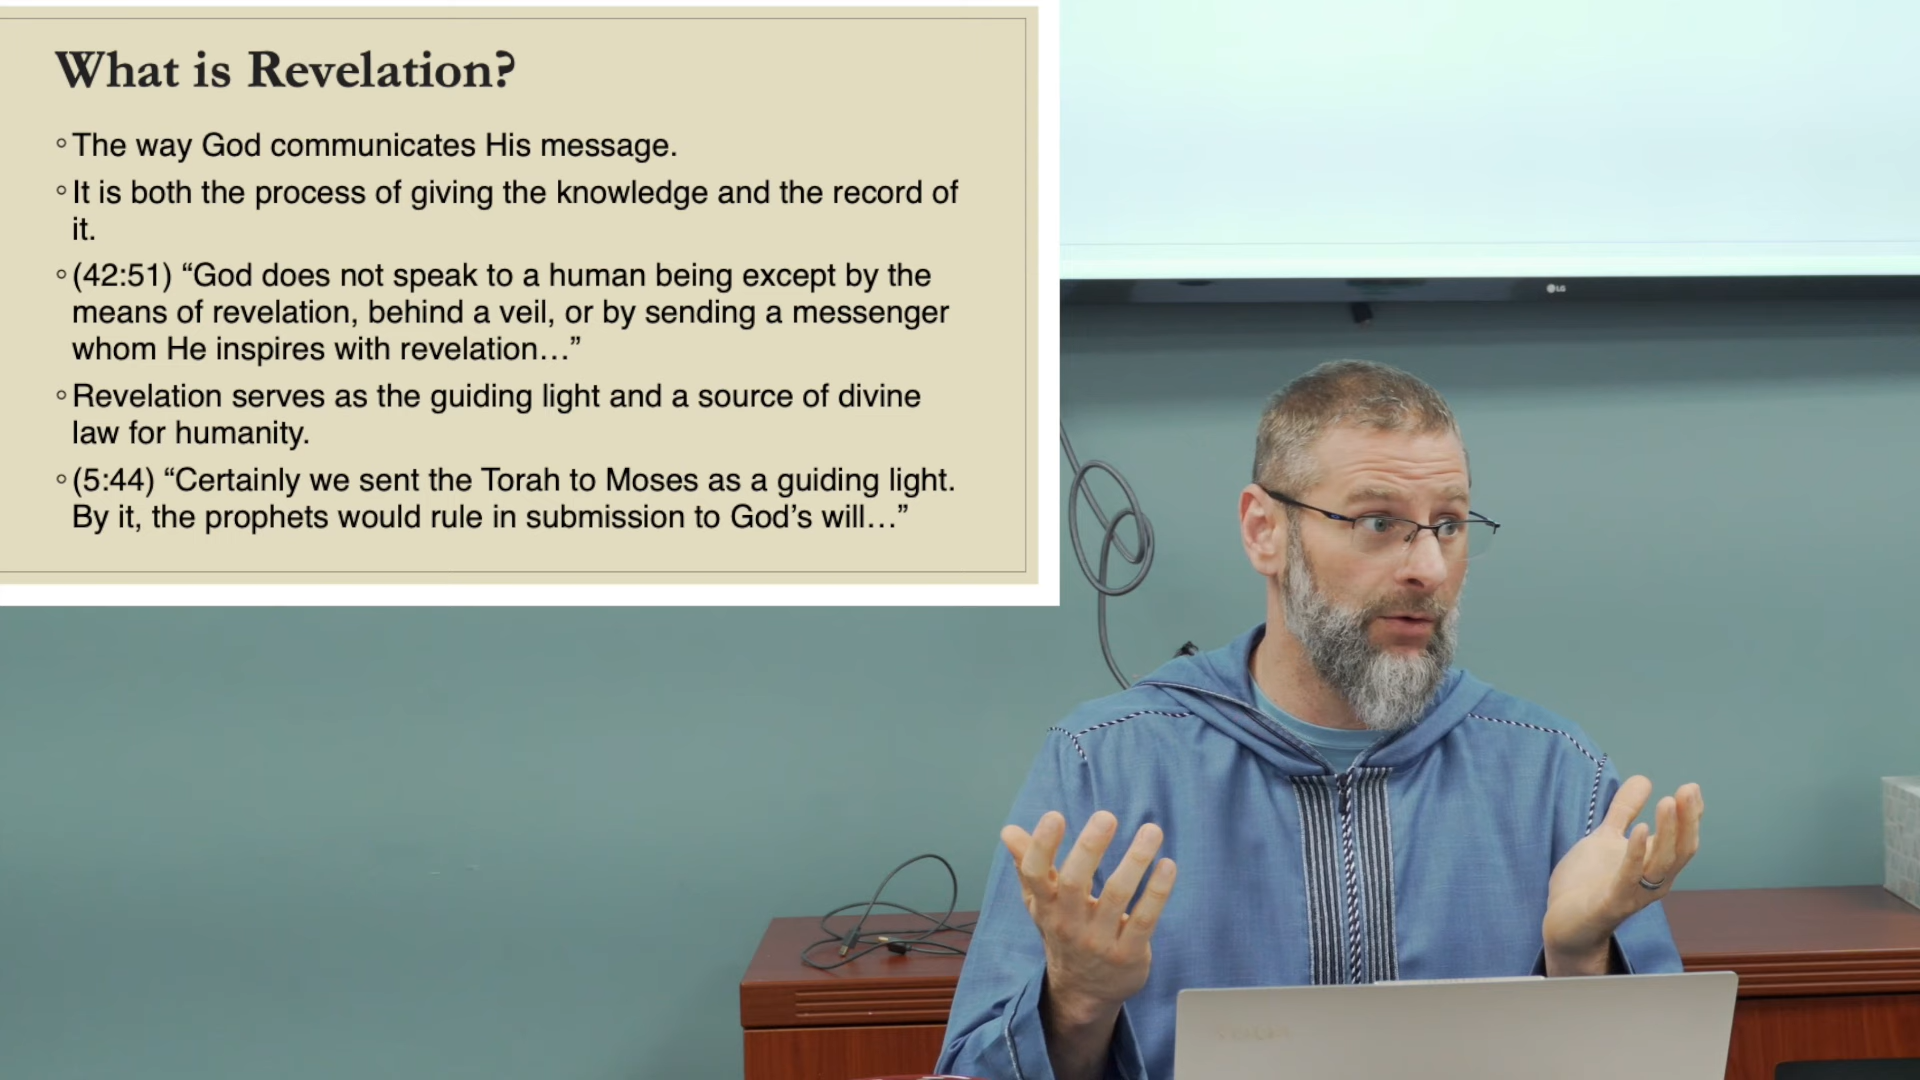 What is Revelation?
◦The way God communicates His message.
◦It is both the process of giving the knowledge and the record of
it.
◦(42:51) “God does not speak to a human being except by the
means of revelation, behind a veil, or by sending a messenger
whom He inspires with revelation…”
◦Revelation serves as the guiding light and a source of divine
law for humanity.
◦(5:44) “Certainly we sent the Torah to Moses as a guiding light.
By it, the prophets would rule in submission to God’s will…”
LG